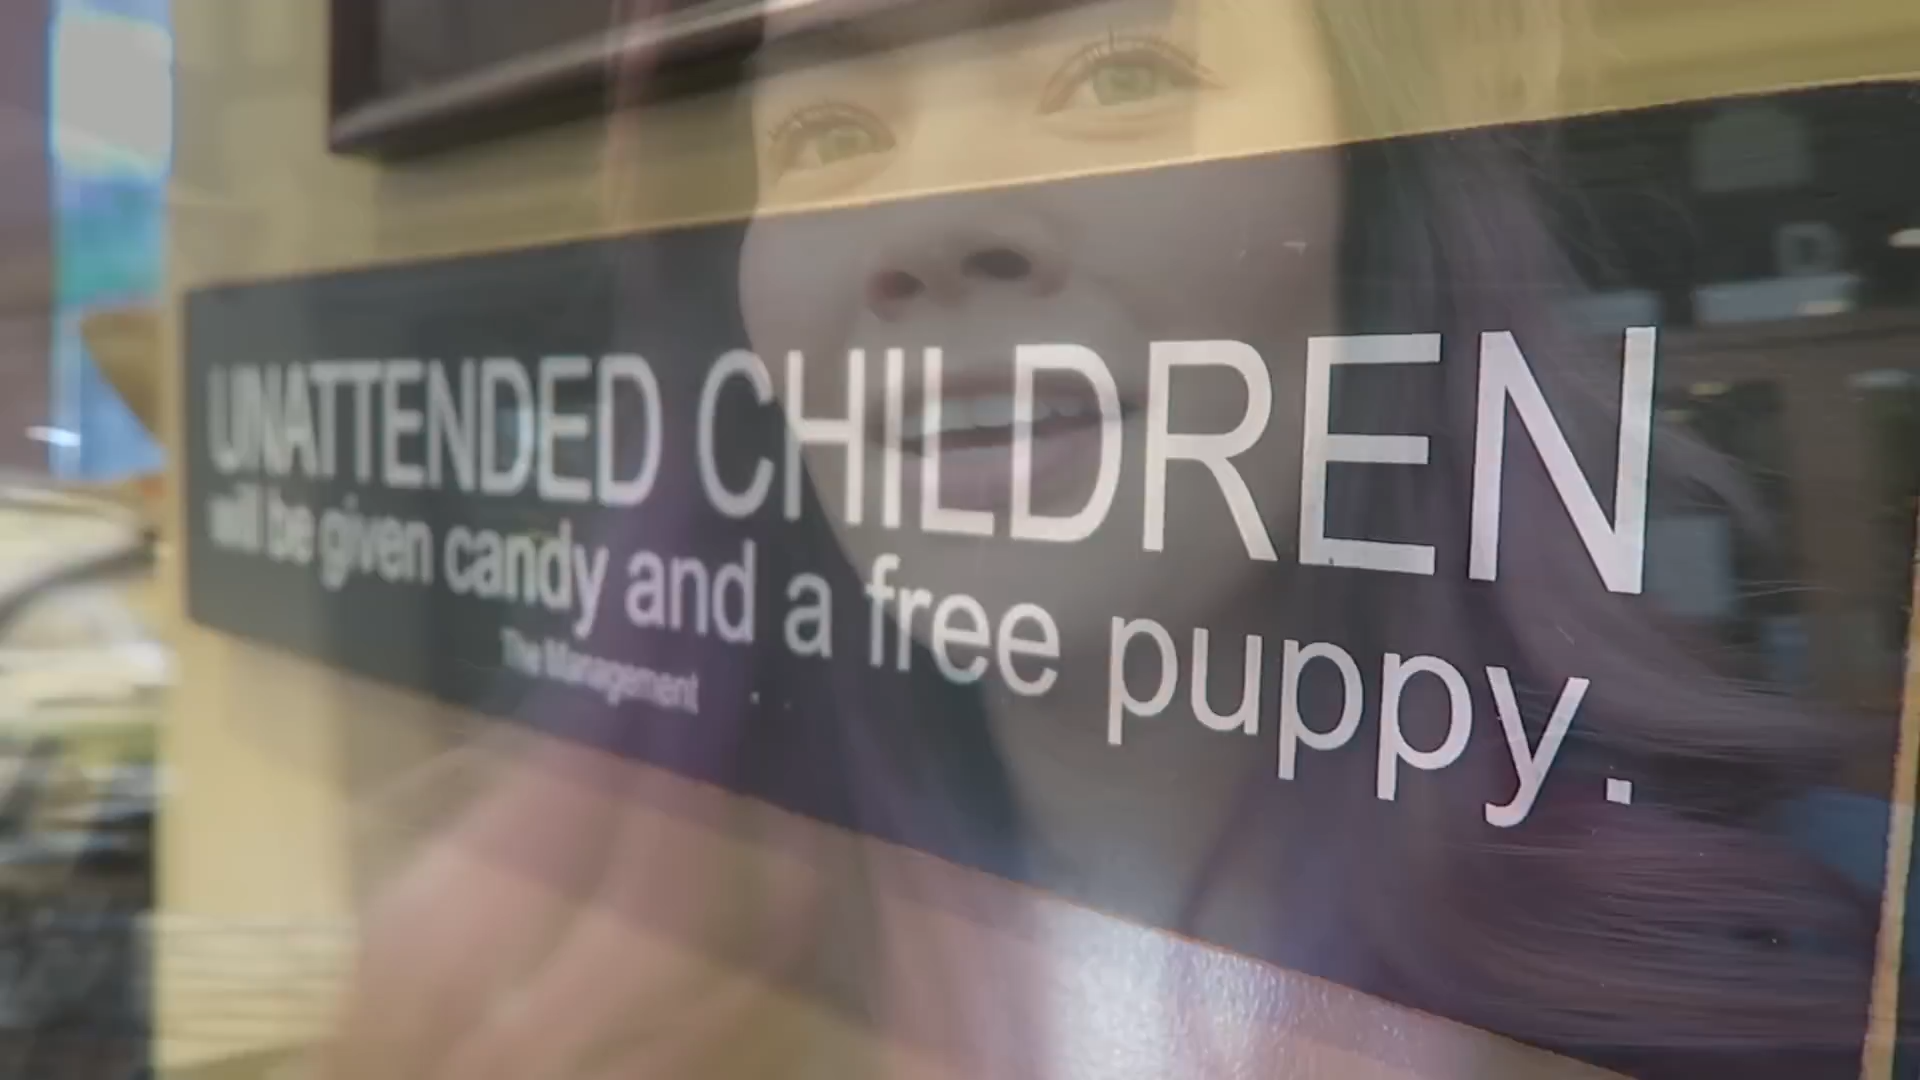 UNATTENDED CHILDREN
will be given candy and a free puppy.
The Management